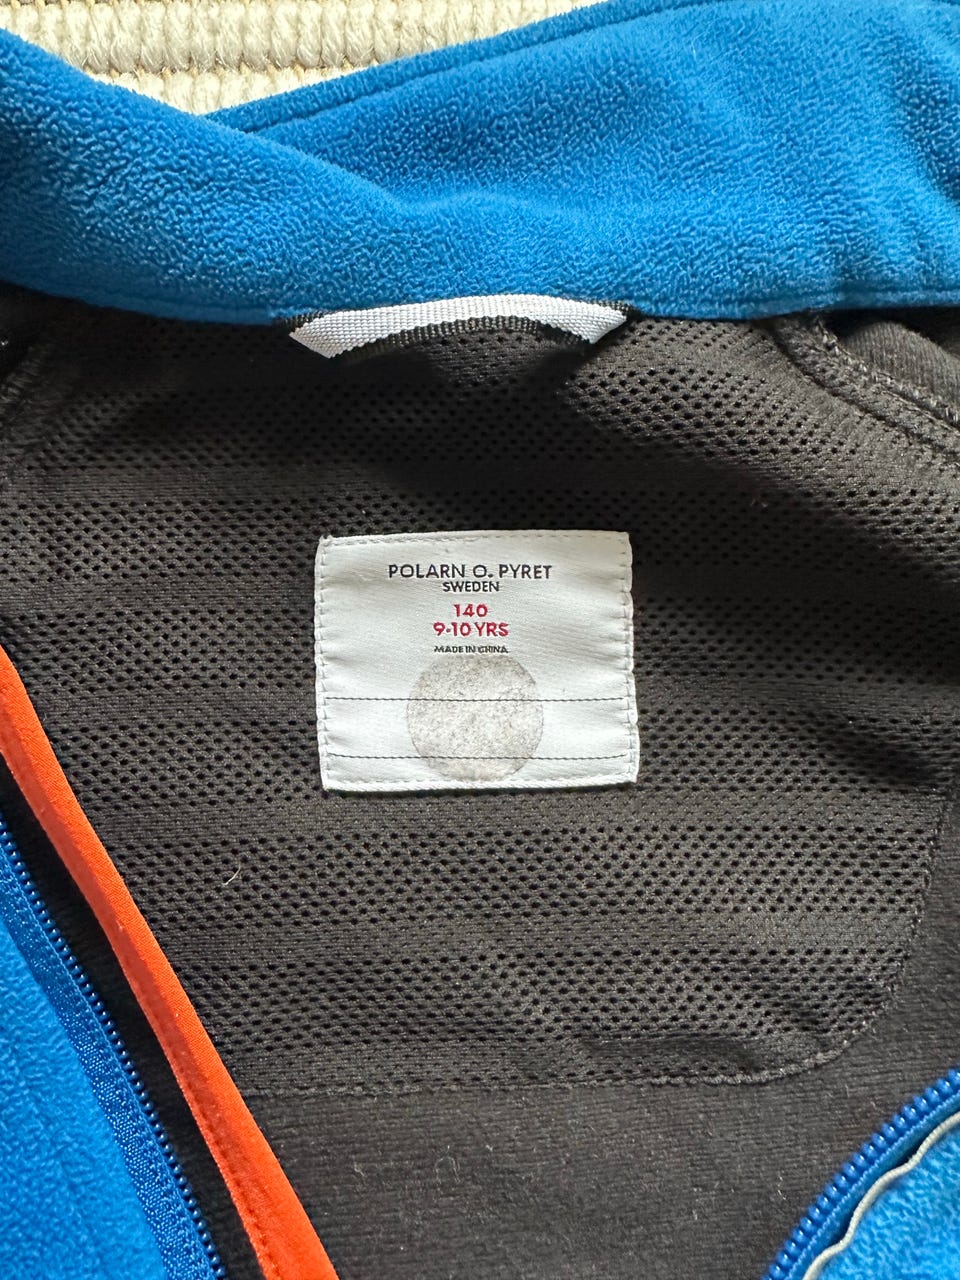 POLARN O. PYRET
SWEDEN
140
9-10 YRS
MADE IN CHINA